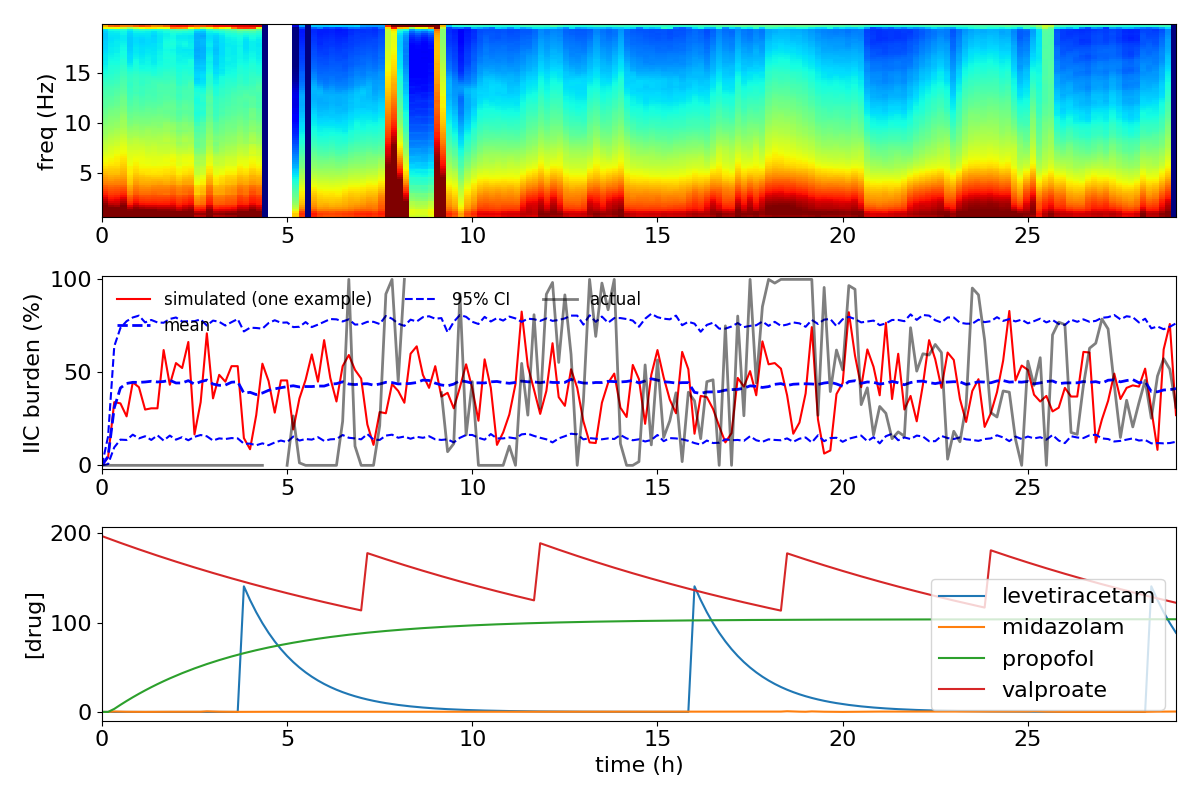 freq (Hz)
15
10
5
0 5 10 15 20 25
IIC burden (%)
100
50
0
simulated (one example) 95% CI actual
mean
0 5 10 15 20 25
[drug]
200
100
0
levetiracetam
midazolam
propofol
valproate
0 5 10 15 20 25
time (h)